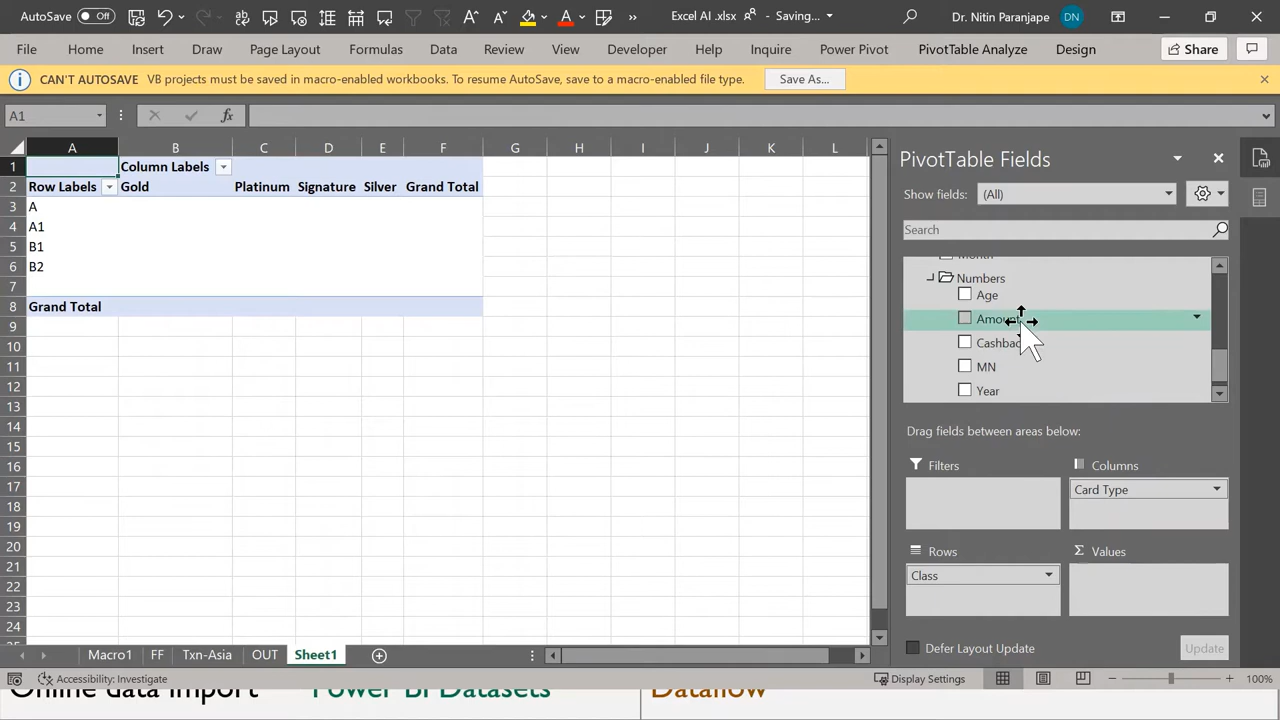 AutoSave Off Excel AI .xlsx Saving... Dr. Nitin Paranjape DN
File Home Insert Draw Page Layout Formulas Data Review View Developer Help Inquire Power Pivot PivotTable Analyze Design Share
CAN'T AUTOSAVE VB projects must be saved in macro-enabled workbooks. To resume AutoSave, save to a macro-enabled file type. Save As...
A1 fx
A B C D E F G H I J K L
1 Column Labels
2 Row Labels Gold Platinum Signature Silver Grand Total
3 A
4 A1
5 B1
6 B2
7
8 Grand Total
9
10
11
12
13
14
15
16
17
18
19
20
21
22
23
24
PivotTable Fields
Show fields: (All)
Search
Numbers
Age
Amount
Cashbac
MN
Year
Drag fields between areas below:
Filters Columns
Card Type
Rows Σ Values
Class
Defer Layout Update Update
Macro1 FF Txn-Asia OUT Sheet1
Accessibility: Investigate Display Settings 100%
Online data import Power BI Datasets Dataflow